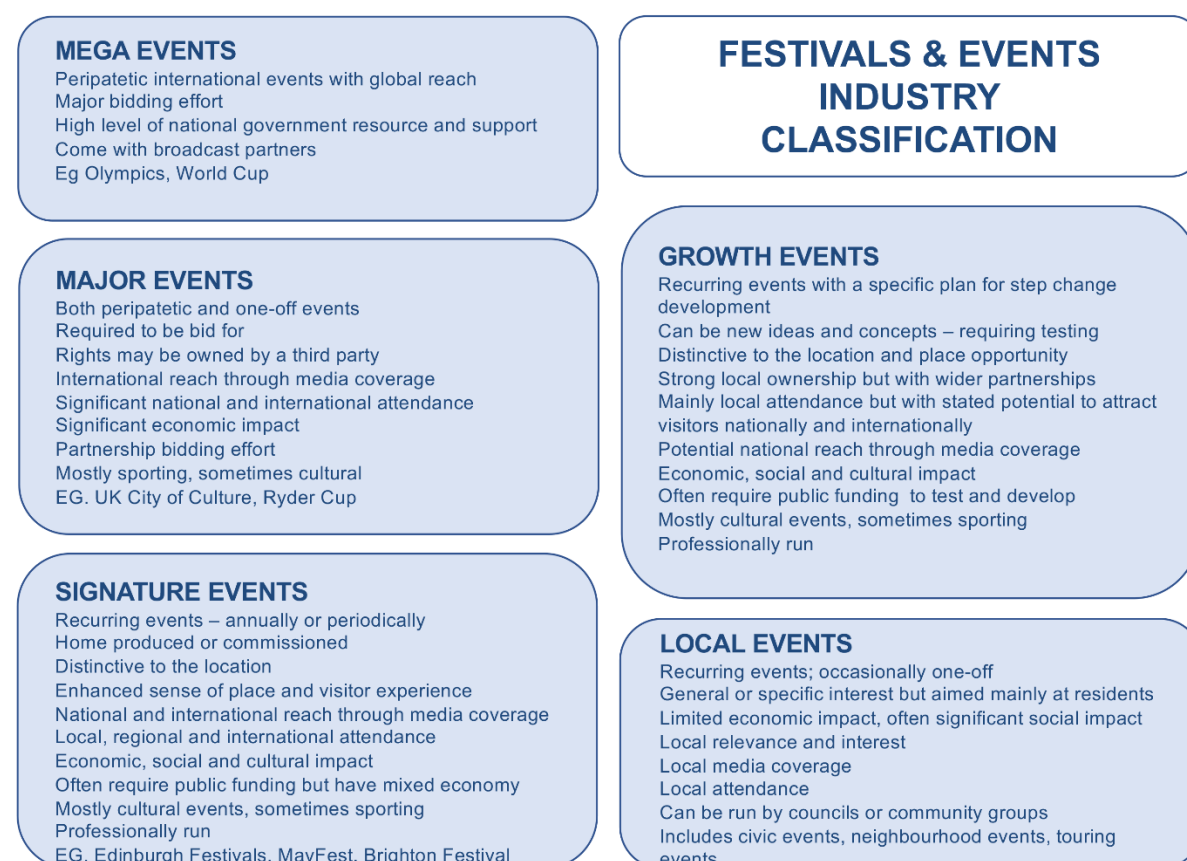 MEGA EVENTS
Peripatetic international events with global reach
Major bidding effort
High level of national government resource and support
Come with broadcast partners
Eg Olympics, World Cup
MAJOR EVENTS
Both peripatetic and one-off events
Required to be bid for
Rights may be owned by a third party
International reach through media coverage
Significant national and international attendance
Significant economic impact
Partnership bidding effort
Mostly sporting, sometimes cultural
EG. UK City of Culture, Ryder Cup
SIGNATURE EVENTS
Recurring events – annually or periodically
Home produced or commissioned
Distinctive to the location
Enhanced sense of place and visitor experience
National and international reach through media coverage
Local, regional and international attendance
Economic, social and cultural impact
Often require public funding but have mixed economy
Mostly cultural events, sometimes sporting
Professionally run
EG. Edinburgh Festivals, MayFest, Brighton Festival
FESTIVALS & EVENTS
INDUSTRY
CLASSIFICATION
GROWTH EVENTS
Recurring events with a specific plan for step change
development
Can be new ideas and concepts – requiring testing
Distinctive to the location and place opportunity
Strong local ownership but with wider partnerships
Mainly local attendance but with stated potential to attract
visitors nationally and internationally
Potential national reach through media coverage
Economic, social and cultural impact
Often require public funding  to test and develop
Mostly cultural events, sometimes sporting
Professionally run
LOCAL EVENTS
Recurring events; occasionally one-off
General or specific interest but aimed mainly at residents
Limited economic impact, often significant social impact
Local relevance and interest
Local media coverage
Local attendance
Can be run by councils or community groups
Includes civic events, neighbourhood events, touring
events